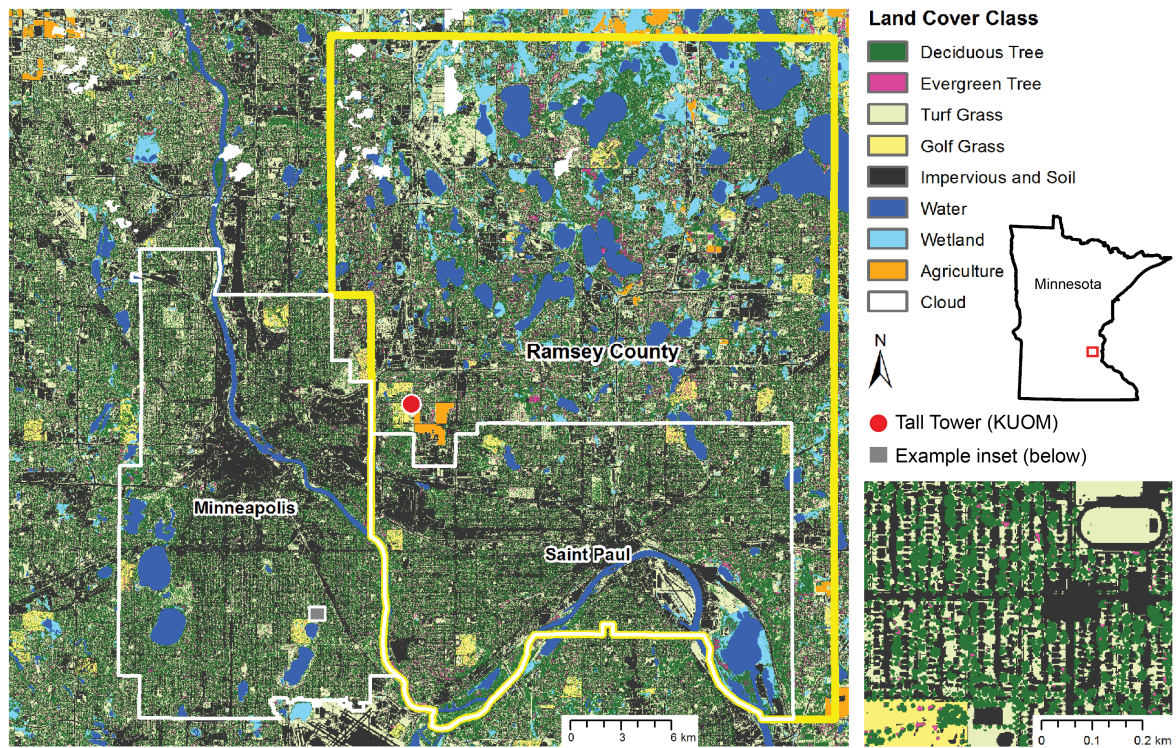 Land Cover Class
Deciduous Tree
Evergreen Tree
Turf Grass
Golf Grass
Impervious and Soil
Water
Wetland
Agriculture
Cloud
Minnesota
N
Tall Tower (KUOM)
Example inset (below)
Ramsey County
Minneapolis
Saint Paul
0 3 6 km
0 0.1 0.2 km